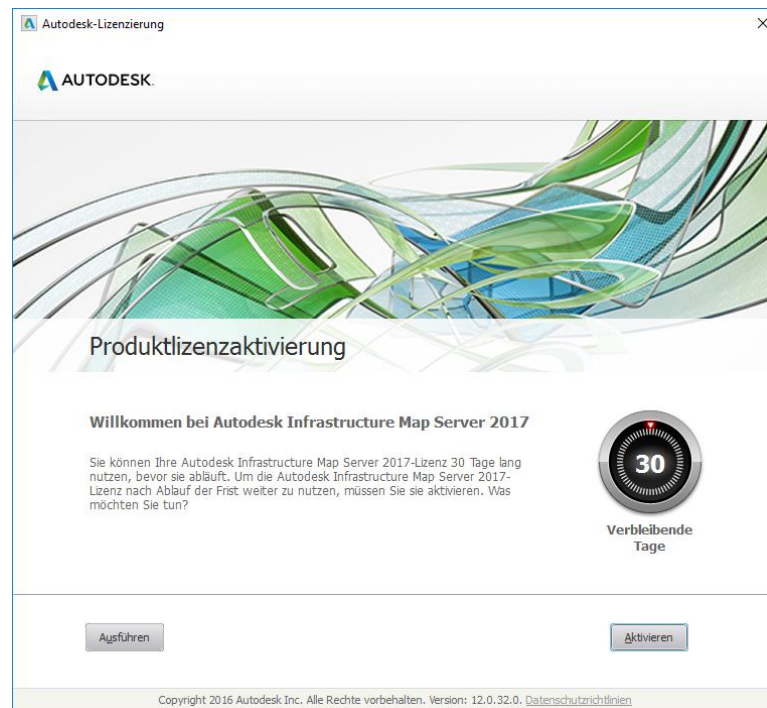 Autodesk-Lizenzierung
AUTODESK.
Produktlizenzaktivierung
Willkommen bei Autodesk Infrastructure Map Server 2017
Sie können Ihre Autodesk Infrastructure Map Server 2017-Lizenz 30 Tage lang
nutzen, bevor sie abläuft. Um die Autodesk Infrastructure Map Server 2017-
Lizenz nach Ablauf der Frist weiter zu nutzen, müssen Sie sie aktivieren. Was
möchten Sie tun?
30
Verbleibende
Tage
Ausführen
Aktivieren
Copyright 2016 Autodesk Inc. Alle Rechte vorbehalten. Version: 12.0.32.0. Datenschutzrichtlinien